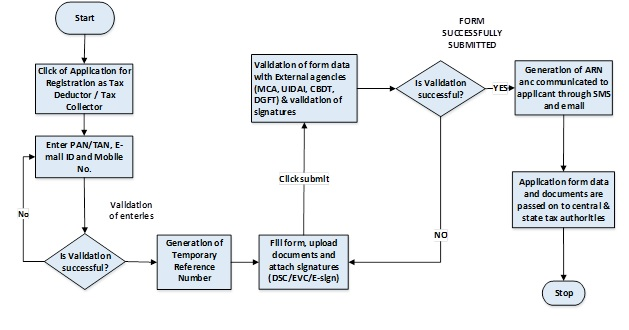 Start
Click of Application for
Registration as Tax
Deductor / Tax
Collector
Enter PAN/TAN, E-
mail ID and Mobile
No.
No
Validation
of enteries
Is Validation
successful?
Yes
Generation of
Temporary
Reference
Number
Fill form, upload
documents and
attach signatures
(DSC/EVC/E-sign)
Click submit
Validation of form data
with External agencies
(MCA, UIDAI, CBDT,
DGFT) & validation of
signatures
Is Validation
successful?
NO
FORM
SUCCESSFULLY
SUBMITTED
YES
Generation of ARN
anc communicated to
applicant through SMS
and email
Application form data
and documents are
passed on to central &
state tax authorities
Stop